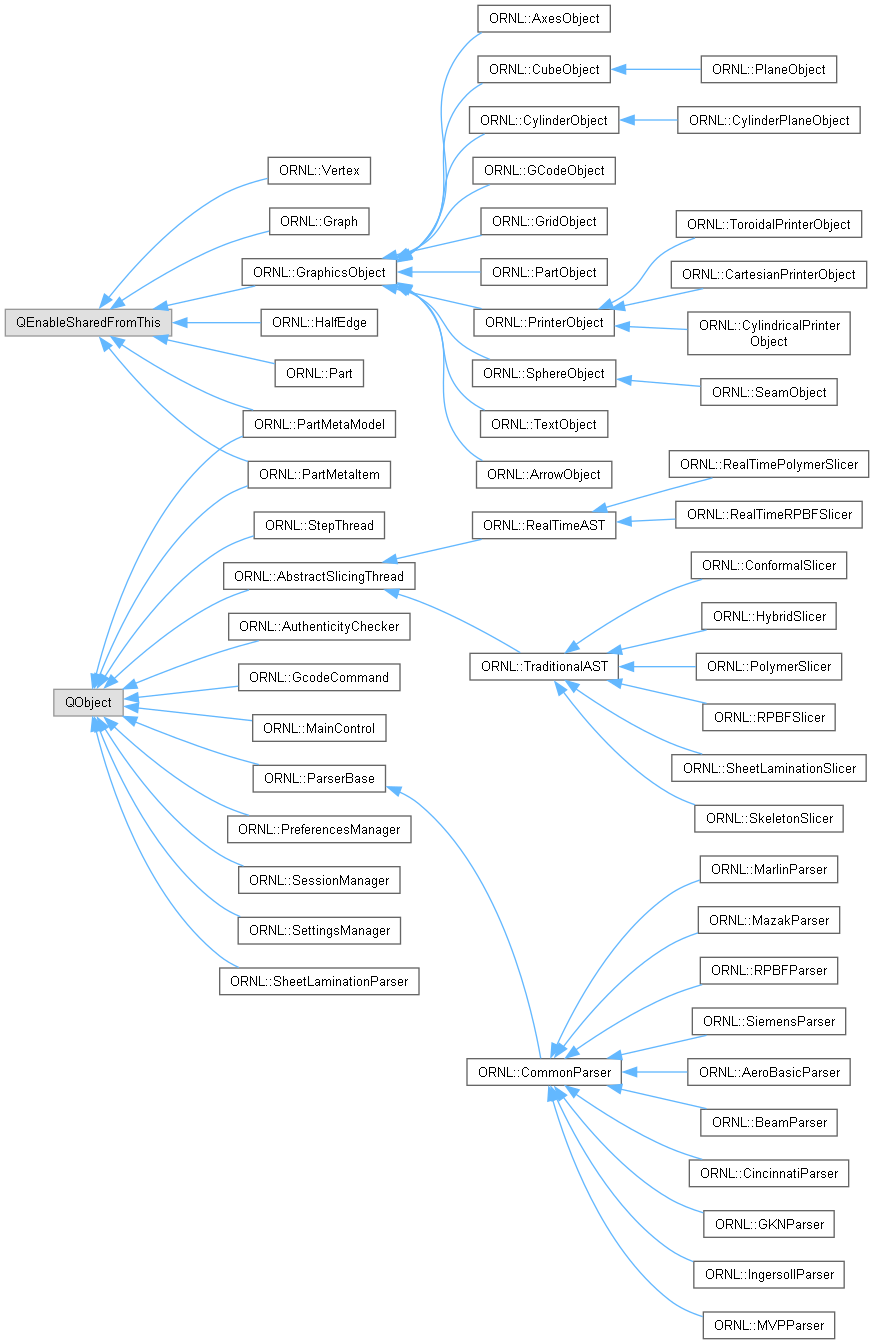 ORNL::AxesObject
ORNL::CubeObject
ORNL::PlaneObject
ORNL::CylinderObject
ORNL::CylinderPlaneObject
ORNL::Vertex
ORNL::GCodeObject
ORNL::Graph
ORNL::GridObject
ORNL::ToroidalPrinterObject
ORNL::GraphicsObject
ORNL::PartObject
ORNL::CartesianPrinterObject
QEnableSharedFromThis
ORNL::HalfEdge
ORNL::PrinterObject
ORNL::CylindricalPrinter
Object
ORNL::Part
ORNL::SphereObject
ORNL::SeamObject
ORNL::PartMetaModel
ORNL::TextObject
ORNL::PartMetaItem
ORNL::ArrowObject
ORNL::RealTimePolymerSlicer
ORNL::StepThread
ORNL::RealTimeAST
ORNL::RealTimeRPBFSlicer
ORNL::AbstractSlicingThread
ORNL::ConformalSlicer
ORNL::AuthenticityChecker
ORNL::HybridSlicer
ORNL::GcodeCommand
ORNL::TraditionalAST
ORNL::PolymerSlicer
QObject
ORNL::MainControl
ORNL::RPBFSlicer
ORNL::ParserBase
ORNL::SheetLaminationSlicer
ORNL::PreferencesManager
ORNL::SkeletonSlicer
ORNL::SessionManager
ORNL::MarlinParser
ORNL::SettingsManager
ORNL::MazakParser
ORNL::SheetLaminationParser
ORNL::RPBFParser
ORNL::SiemensParser
ORNL::CommonParser
ORNL::AeroBasicParser
ORNL::BeamParser
ORNL::CincinnatiParser
ORNL::GKNParser
ORNL::IngersollParser
ORNL::MVPParser